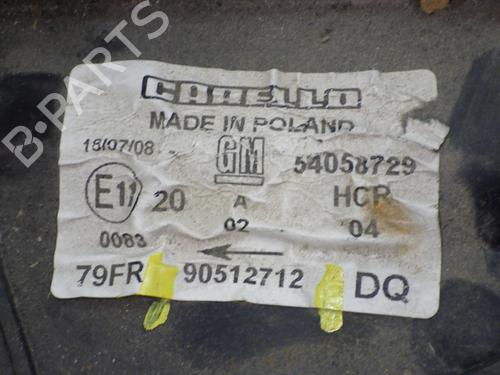 B-PARTS
CARELLO
MADE IN POLAND
18/07/08
GM
54058729
E11
20
A
HCR
0083
02
04
79FR
90512712
DQ